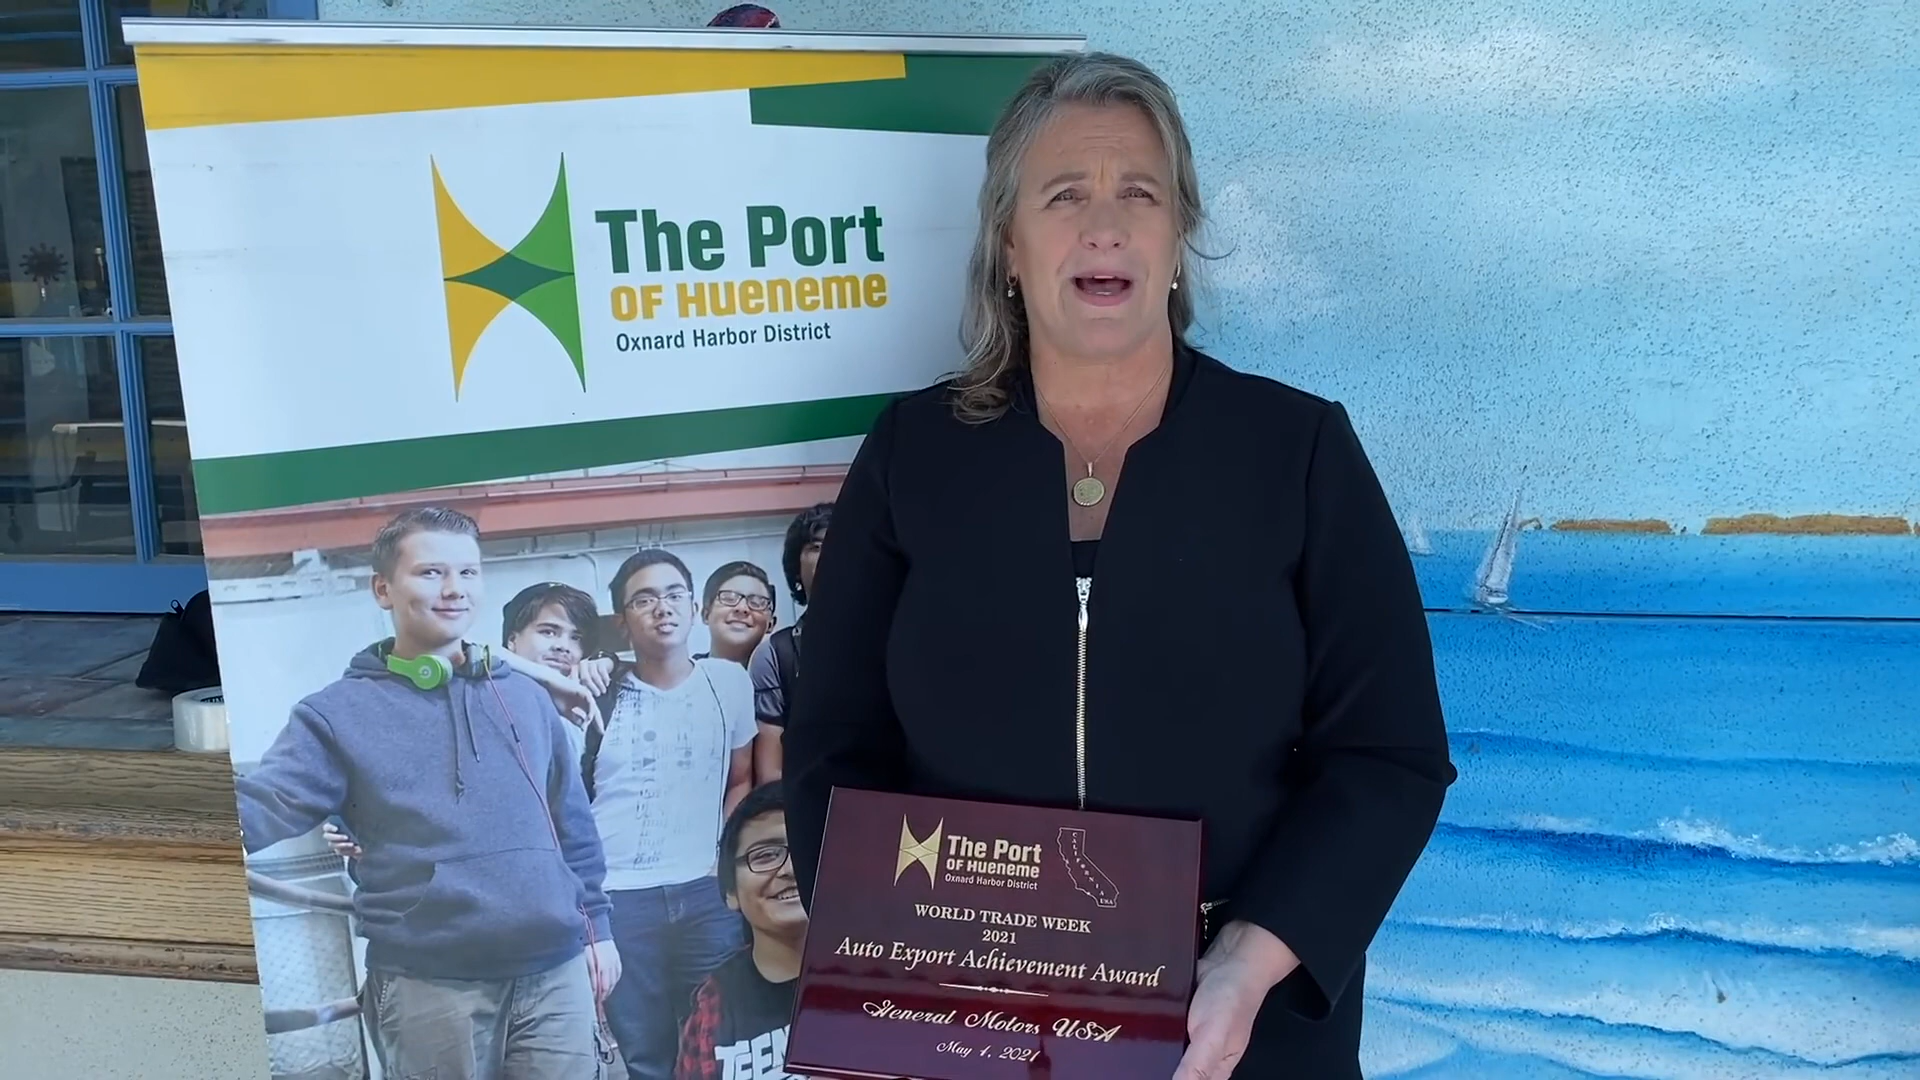 The Port
OF HUENEME
Oxnard Harbor District
The Port
OF HUENEME
Oxnard Harbor District
CALIFORNIA
USA
WORLD TRADE WEEK
2021
Auto Export Achievement Award
General Motors USA
May 1, 2021